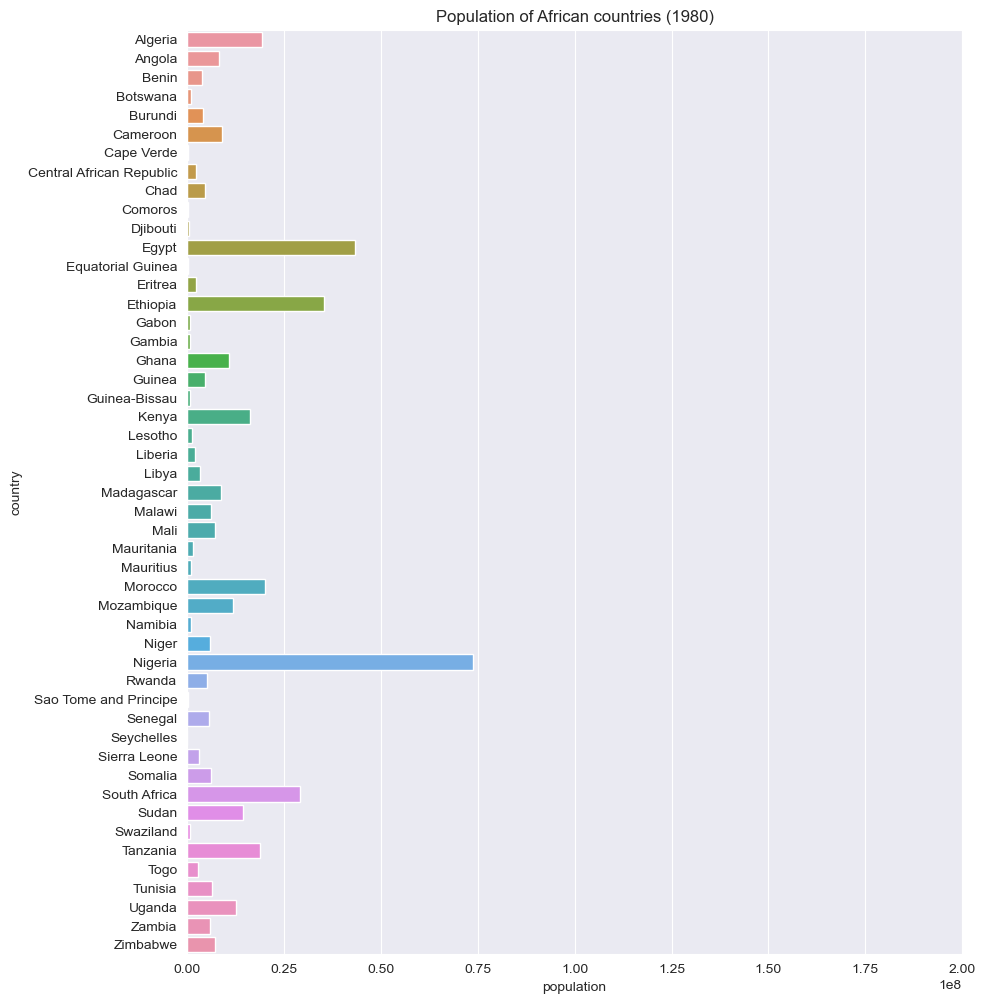 Population of African countries (1980)
Algeria
Angola
Benin
Botswana
Burundi
Cameroon
Cape Verde
Central African Republic
Chad
Comoros
Djibouti
Egypt
Equatorial Guinea
Eritrea
Ethiopia
Gabon
Gambia
Ghana
Guinea
Guinea-Bissau
Kenya
Lesotho
Liberia
Libya
Madagascar
Malawi
Mali
Mauritania
Mauritius
Morocco
Mozambique
Namibia
Niger
Nigeria
Rwanda
Sao Tome and Principe
Senegal
Seychelles
Sierra Leone
Somalia
South Africa
Sudan
Swaziland
Tanzania
Togo
Tunisia
Uganda
Zambia
Zimbabwe
country
0.00 0.25 0.50 0.75 1.00 1.25 1.50 1.75 2.00
1e8
population